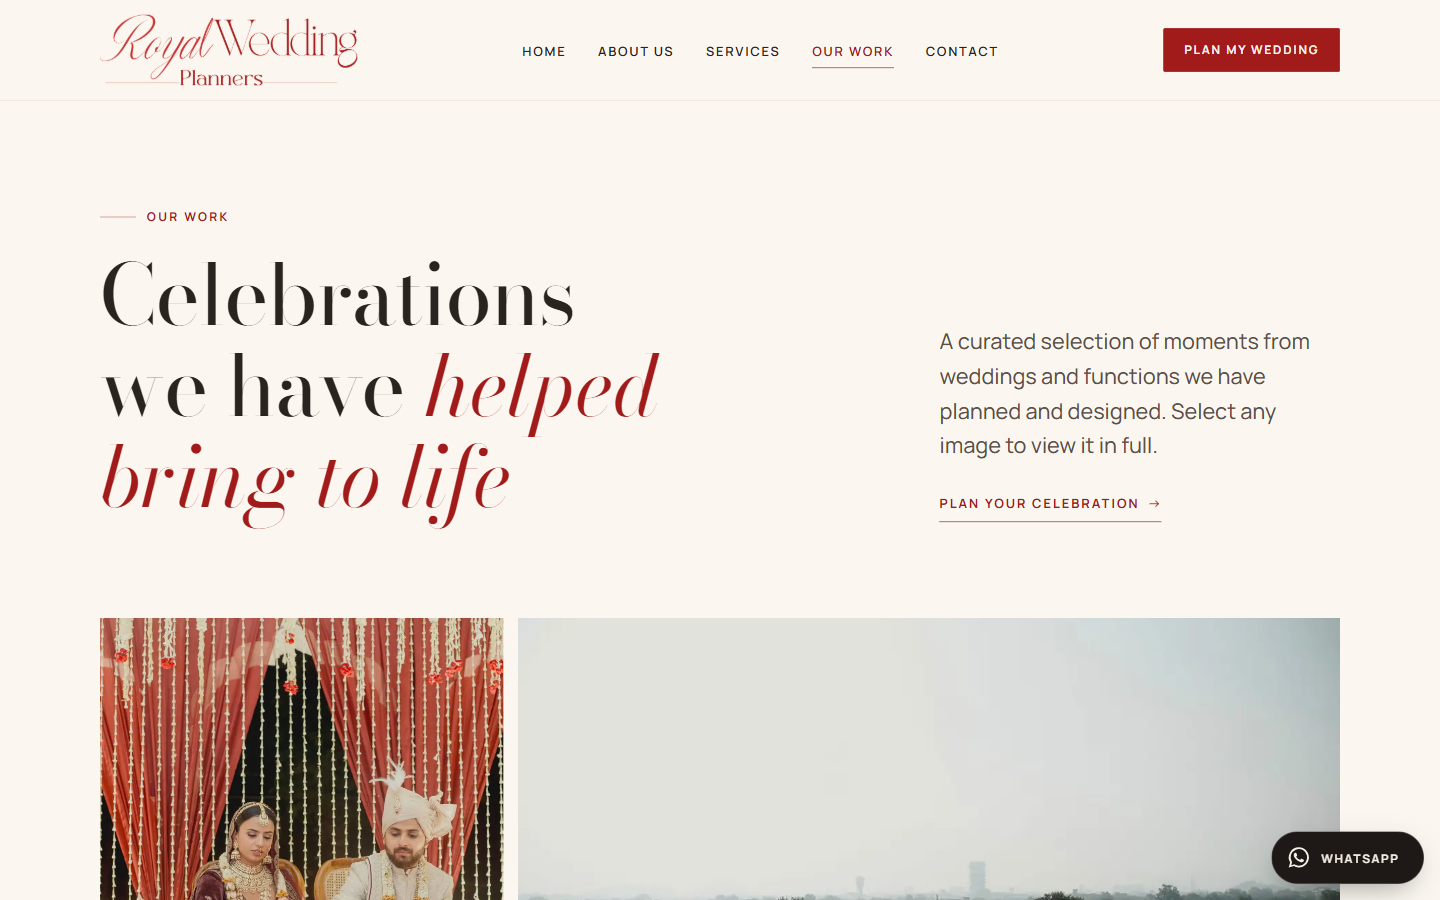 Royal Wedding
Planners
HOME
ABOUT US
SERVICES
OUR WORK
CONTACT
PLAN MY WEDDING
OUR WORK
Celebrations
we have helped
bring to life
A curated selection of moments from
weddings and functions we have
planned and designed. Select any
image to view it in full.
PLAN YOUR CELEBRATION →
WHATSAPP